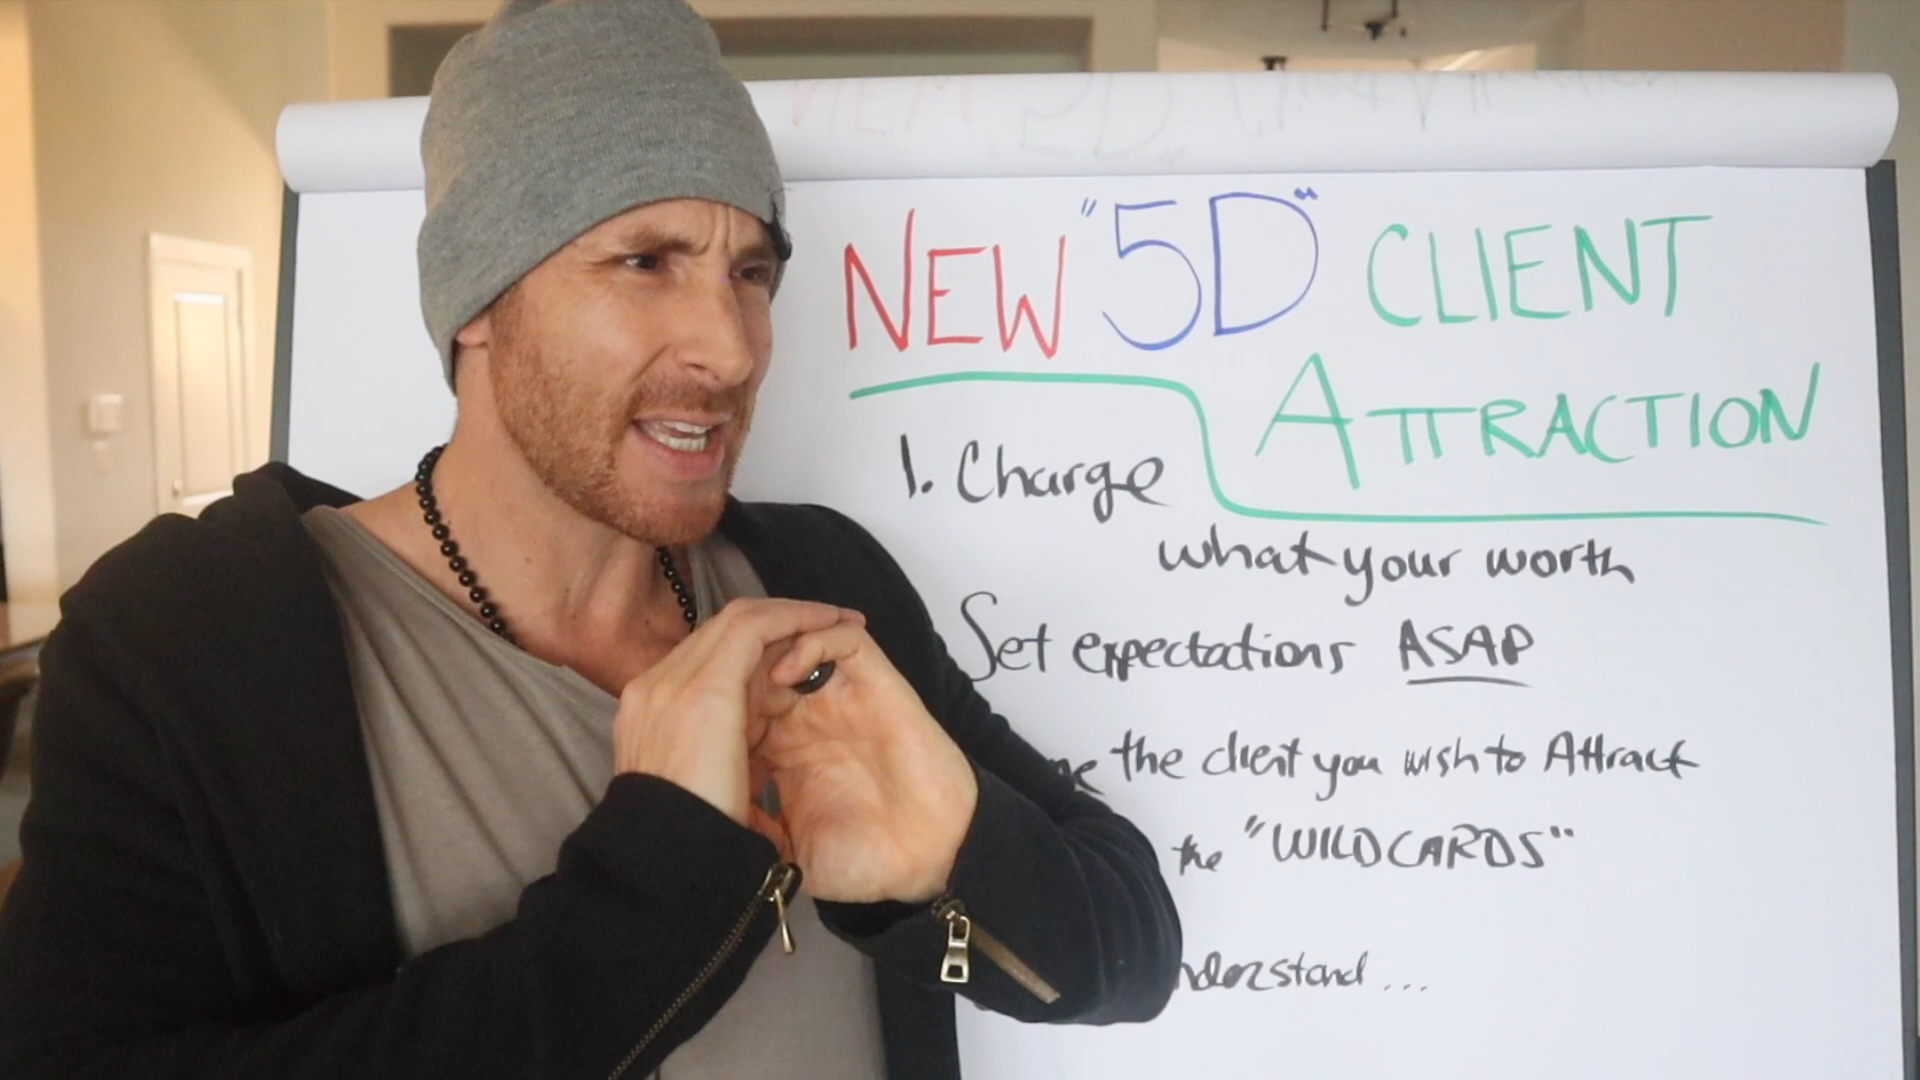 NEW "5D" CLIENT
ATTRACTION
1. Charge
what your worth
Set expectations ASAP
the client you wish to Attract
the "WILDCARDS"
nderstand...